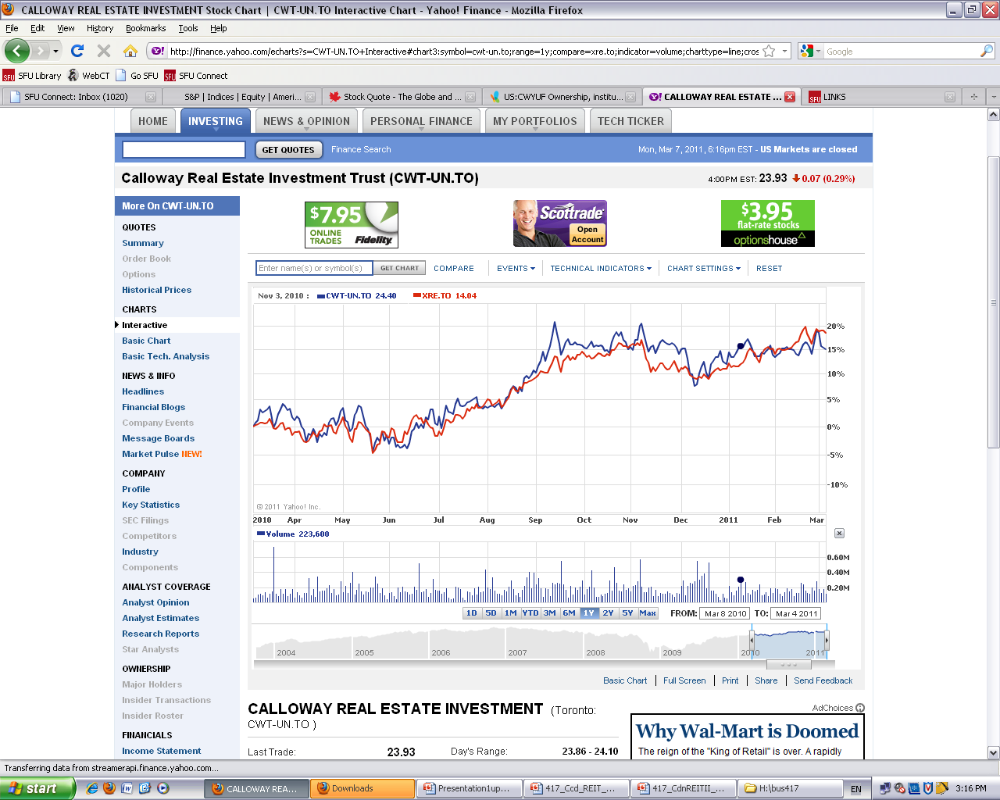 CALLOWAY REAL ESTATE INVESTMENT Stock Chart | CWT-UN.TO Interactive Chart - Yahoo! Finance - Mozilla Firefox
File Edit View History Bookmarks Tools Help
http://finance.yahoo.com/echarts?s=CWT-UN.TO+Interactive#chart3:symbol=cwt-un.to;range=1y;compare=xre.to;indicator=volume;charttype=line;cros Google
SFU Library WebCT Go SFU SFU Connect
SFU Connect: Inbox (1020) S&P | Indices | Equity | Ameri... Stock Quote - The Globe and ... US:CWYUF Ownership, institu... CALLOWAY REAL ESTATE ... LINKS
HOME INVESTING NEWS & OPINION PERSONAL FINANCE MY PORTFOLIOS TECH TICKER
GET QUOTES Finance Search Mon, Mar 7, 2011, 6:16pm EST - US Markets are closed
Calloway Real Estate Investment Trust (CWT-UN.TO) 4:00PM EST: 23.93 0.07 (0.29%)
More On CWT-UN.TO
QUOTES
Summary
Order Book
Options
Historical Prices
CHARTS
Interactive
Basic Chart
Basic Tech. Analysis
NEWS & INFO
Headlines
Financial Blogs
Company Events
Message Boards
Market Pulse NEW!
COMPANY
Profile
Key Statistics
SEC Filings
Competitors
Industry
Components
ANALYST COVERAGE
Analyst Opinion
Analyst Estimates
Research Reports
Star Analysts
OWNERSHIP
Major Holders
Insider Transactions
Insider Roster
FINANCIALS
Income Statement
$7.95
ONLINE
TRADES Fidelity
Scottrade
Open
Account
$3.95
flat-rate stocks
optionshouse
Enter name(s) or symbol(s) GET CHART COMPARE EVENTS TECHNICAL INDICATORS CHART SETTINGS RESET
Nov 3, 2010 : CWT-UN.TO 24.40 XRE.TO 14.04
20%
15%
10%
5%
0%
-5%
-10%
© 2011 Yahoo! Inc.
2010 Apr May Jun Jul Aug Sep Oct Nov Dec 2011 Feb Mar
Volume 223,600
0.60M
0.40M
0.20M
1D 5D 1M YTD 3M 6M 1Y 2Y 5Y Max FROM: Mar 8 2010 TO: Mar 4 2011
2004 2005 2006 2007 2008 2009 2010 2011
Basic Chart Full Screen Print Share Send Feedback
CALLOWAY REAL ESTATE INVESTMENT (Toronto:
CWT-UN.TO )
Last Trade: 23.93 Day's Range: 23.86 - 24.10
AdChoices
Why Wal-Mart is Doomed
The reign of the "King of Retail" is over. A rapidly
Transferring data from streamerapi.finance.yahoo.com...
start CALLOWAY REA... Downloads Presentation1up... 417_Ccd_REIT_... 417_CdnREITII_... H:\bus417 EN 3:16 PM